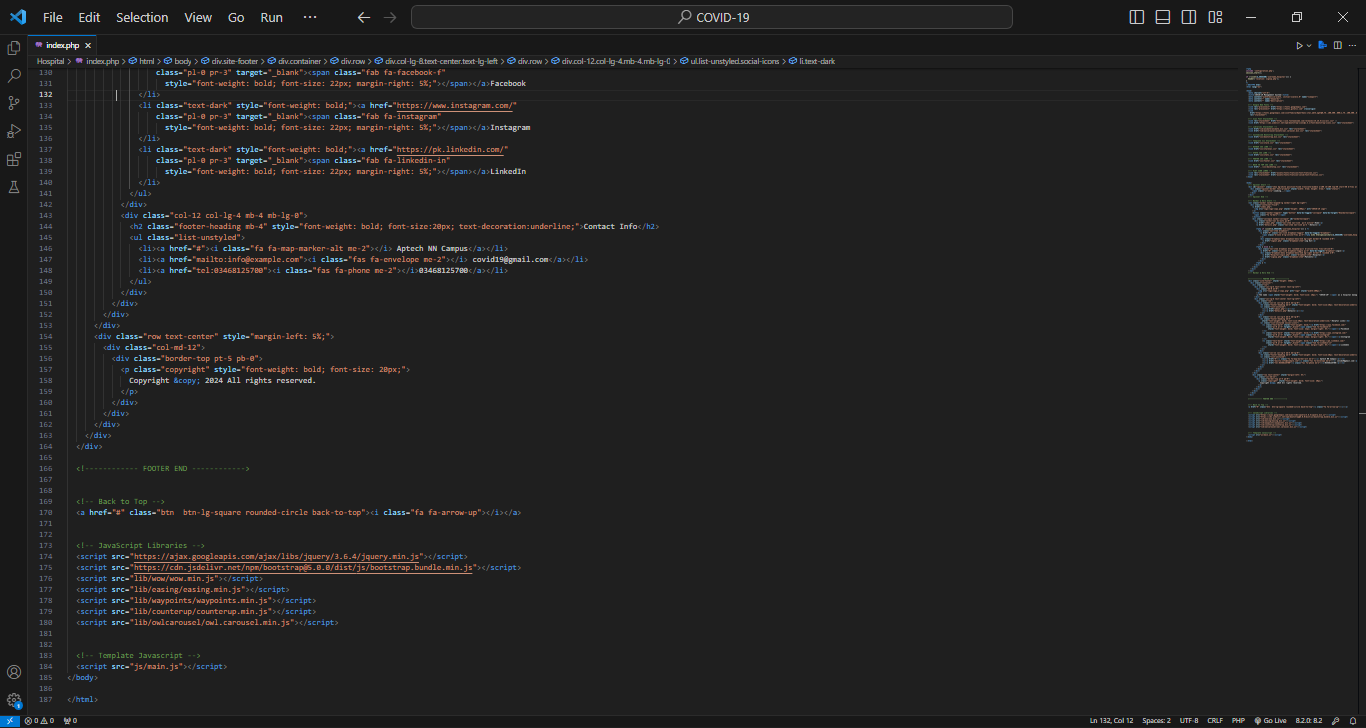 File Edit Selection View Go Run ··· COVID-19
index.php
Hospital > index.php > html > body > div.site-footer > div.container > div.row > div.col-lg-8.text-center.text-lg-left > div.row > div.col-12.col-lg-4.mb-4.mb-lg-0 > ul.list-unstyled.social-icons > li.text-dark
130 class="pl-0 pr-3" target="_blank"><span class="fab fa-facebook-f"
131 style="font-weight: bold; font-size: 22px; margin-right: 5%;"></span></a>Facebook
132 </li>
133 <li class="text-dark" style="font-weight: bold;"><a href="https://www.instagram.com/"
134 class="pl-0 pr-3" target="_blank"><span class="fab fa-instagram"
135 style="font-weight: bold; font-size: 22px; margin-right: 5%;"></span></a>Instagram
136 </li>
137 <li class="text-dark" style="font-weight: bold;"><a href="https://pk.linkedin.com/"
138 class="pl-0 pr-3" target="_blank"><span class="fab fa-linkedin-in"
139 style="font-weight: bold; font-size: 22px; margin-right: 5%;"></span></a>LinkedIn
140 </li>
141 </ul>
142 </div>
143 <div class="col-12 col-lg-4 mb-4 mb-lg-0">
144 <h2 class="footer-heading mb-4" style="font-weight: bold; font-size:20px; text-decoration:underline;">Contact Info</h2>
145 <ul class="list-unstyled">
146 <li><a href="#"><i class="fa fa-map-marker-alt me-2"></i> Aptech NN Campus</a></li>
147 <li><a href="mailto:info@example.com"><i class="fas fa-envelope me-2"></i> covid19@gmail.com</a></li>
148 <li><a href="tel:03468125700"><i class="fas fa-phone me-2"></i>03468125700</a></li>
149 </ul>
150 </div>
151 </div>
152 </div>
153 </div>
154 <div class="row text-center" style="margin-left: 5%;">
155 <div class="col-md-12">
156 <div class="border-top pt-5 pb-0">
157 <p class="copyright" style="font-weight: bold; font-size: 20px;">
158 Copyright &copy; 2024 All rights reserved.
159 </p>
160 </div>
161 </div>
162 </div>
163 </div>
164 </div>
165
166 <!------------ FOOTER END ------------>
167
168
169 <!-- Back to Top -->
170 <a href="#" class="btn  btn-lg-square rounded-circle back-to-top"><i class="fa fa-arrow-up"></i></a>
171
172
173 <!-- JavaScript Libraries -->
174 <script src="https://ajax.googleapis.com/ajax/libs/jquery/3.6.4/jquery.min.js"></script>
175 <script src="https://cdn.jsdelivr.net/npm/bootstrap@5.0.0/dist/js/bootstrap.bundle.min.js"></script>
176 <script src="lib/wow/wow.min.js"></script>
177 <script src="lib/easing/easing.min.js"></script>
178 <script src="lib/waypoints/waypoints.min.js"></script>
179 <script src="lib/counterup/counterup.min.js"></script>
180 <script src="lib/owlcarousel/owl.carousel.min.js"></script>
181
182
183 <!-- Template Javascript -->
184 <script src="js/main.js"></script>
185 </body>
186
187 </html>
0 0 0 Ln 132, Col 12 Spaces: 2 UTF-8 CRLF PHP Go Live 8.2.0: 8.2